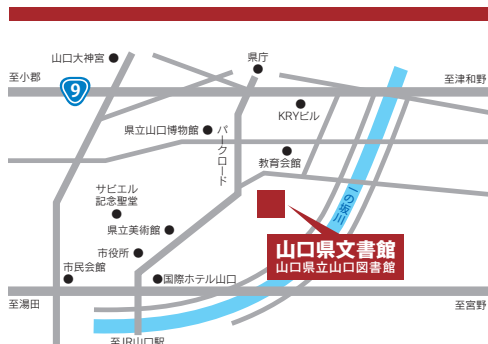 山口大神宮
県庁
至小郡
至津和野
9
KRYビル
県立山口博物館
パークロード
教育会館
サビエル
記念聖堂
一の坂川
県立美術館
市役所
山口県文書館
山口県立山口図書館
市民会館
国際ホテル山口
至湯田
至宮野
至JR山口駅